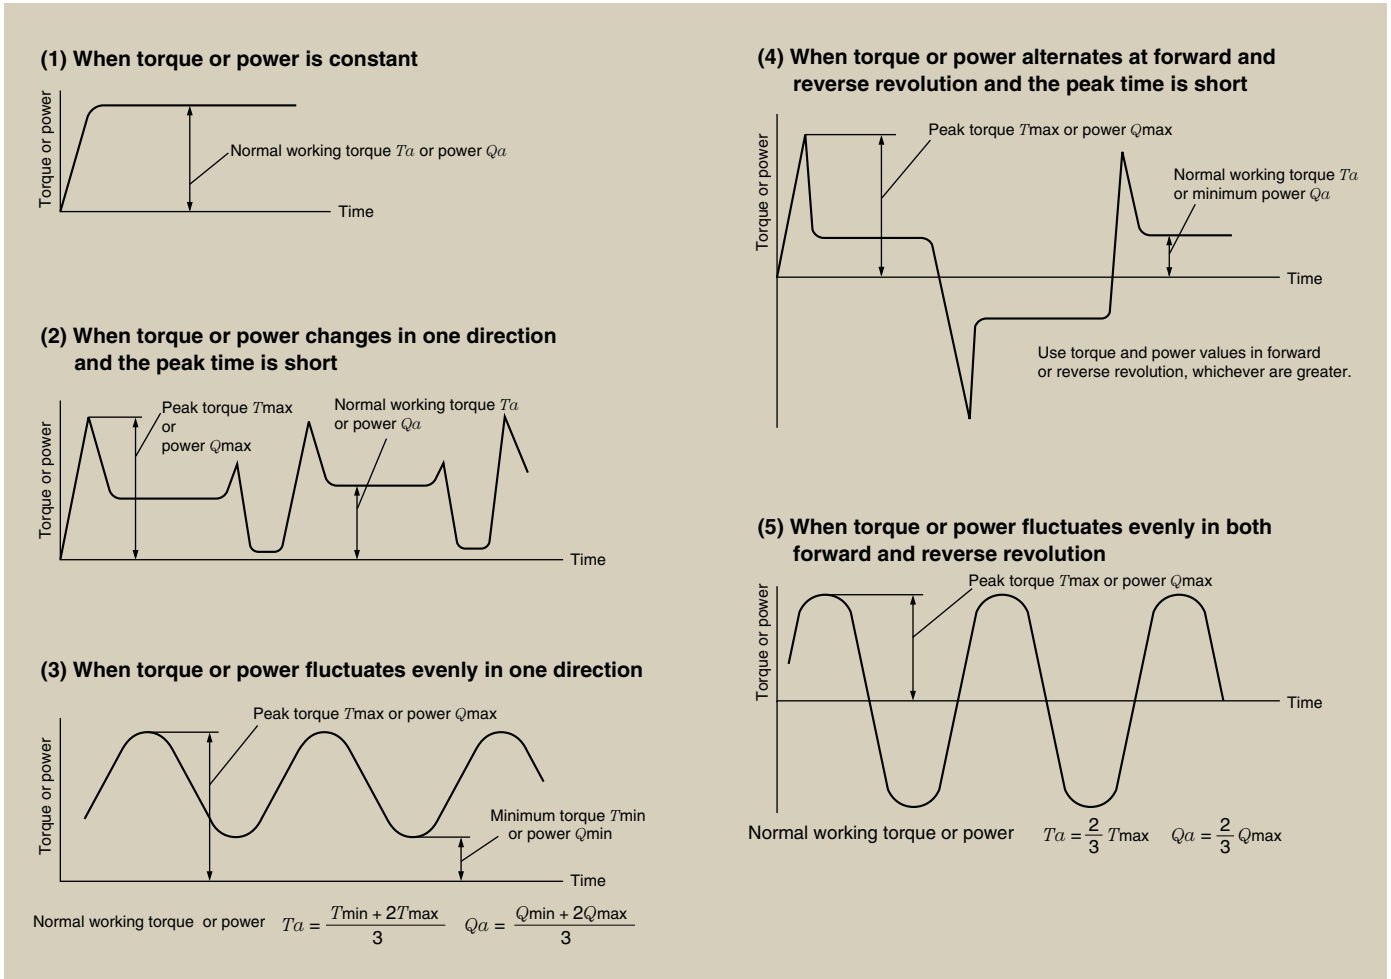 (1) When torque or power is constant
Torque or power
Normal working torque Ta or power Qa
Time
(2) When torque or power changes in one direction
and the peak time is short
Torque or power
Peak torque Tmax
or
power Qmax
Normal working torque Ta
or power Qa
Time
(3) When torque or power fluctuates evenly in one direction
Torque or power
Peak torque Tmax or power Qmax
Minimum torque Tmin
or power Qmin
Time
Normal working torque or power Ta = Tmin + 2Tmax / 3 Qa = Qmin + 2Qmax / 3
(4) When torque or power alternates at forward and
reverse revolution and the peak time is short
Torque or power
Peak torque Tmax or power Qmax
Normal working torque Ta
or minimum power Qa
Time
Use torque and power values in forward
or reverse revolution, whichever are greater.
(5) When torque or power fluctuates evenly in both
forward and reverse revolution
Torque or power
Peak torque Tmax or power Qmax
Time
Normal working torque or power Ta = 2/3 Tmax Qa = 2/3 Qmax